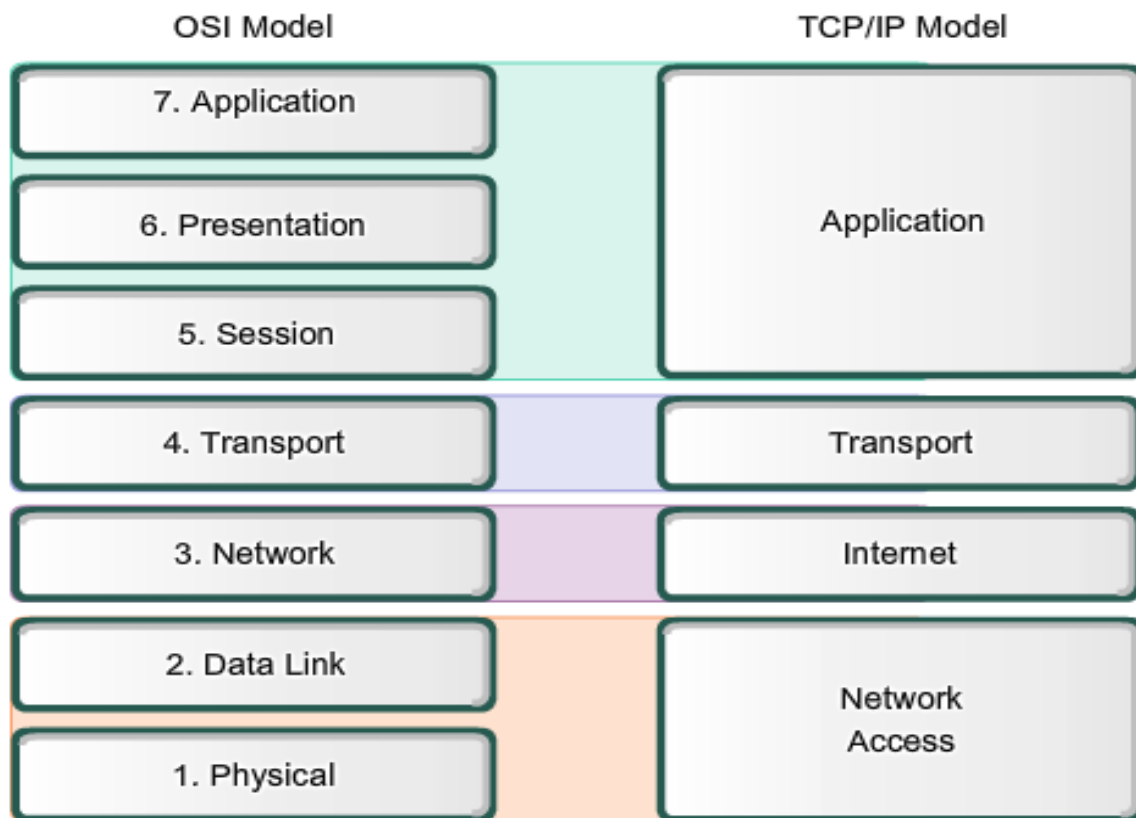 OSI Model
TCP/IP Model
7. Application
6. Presentation
5. Session
Application
4. Transport
Transport
3. Network
Internet
2. Data Link
1. Physical
Network
Access